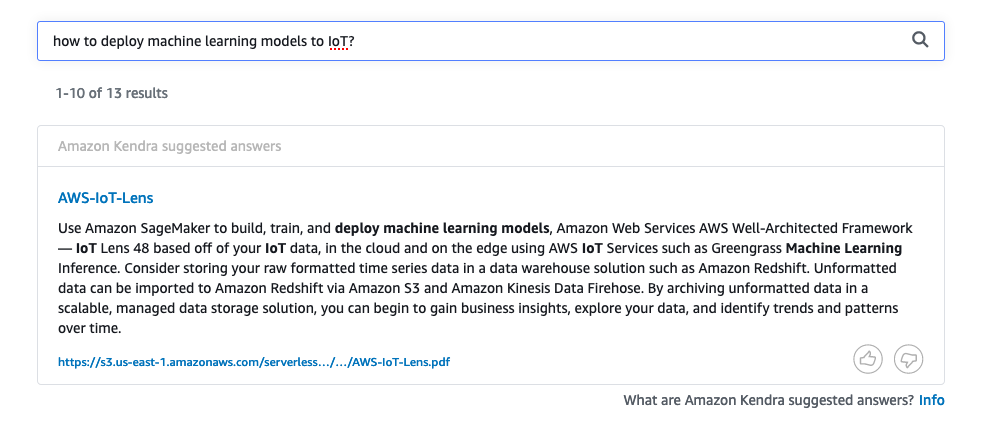 how to deploy machine learning models to IoT?
1-10 of 13 results
Amazon Kendra suggested answers
AWS-IoT-Lens
Use Amazon SageMaker to build, train, and deploy machine learning models, Amazon Web Services AWS Well-Architected Framework
— IoT Lens 48 based off of your IoT data, in the cloud and on the edge using AWS IoT Services such as Greengrass Machine Learning
Inference. Consider storing your raw formatted time series data in a data warehouse solution such as Amazon Redshift. Unformatted
data can be imported to Amazon Redshift via Amazon S3 and Amazon Kinesis Data Firehose. By archiving unformatted data in a
scalable, managed data storage solution, you can begin to gain business insights, explore your data, and identify trends and patterns
over time.
https://s3.us-east-1.amazonaws.com/serverless.../.../AWS-IoT-Lens.pdf
What are Amazon Kendra suggested answers? Info